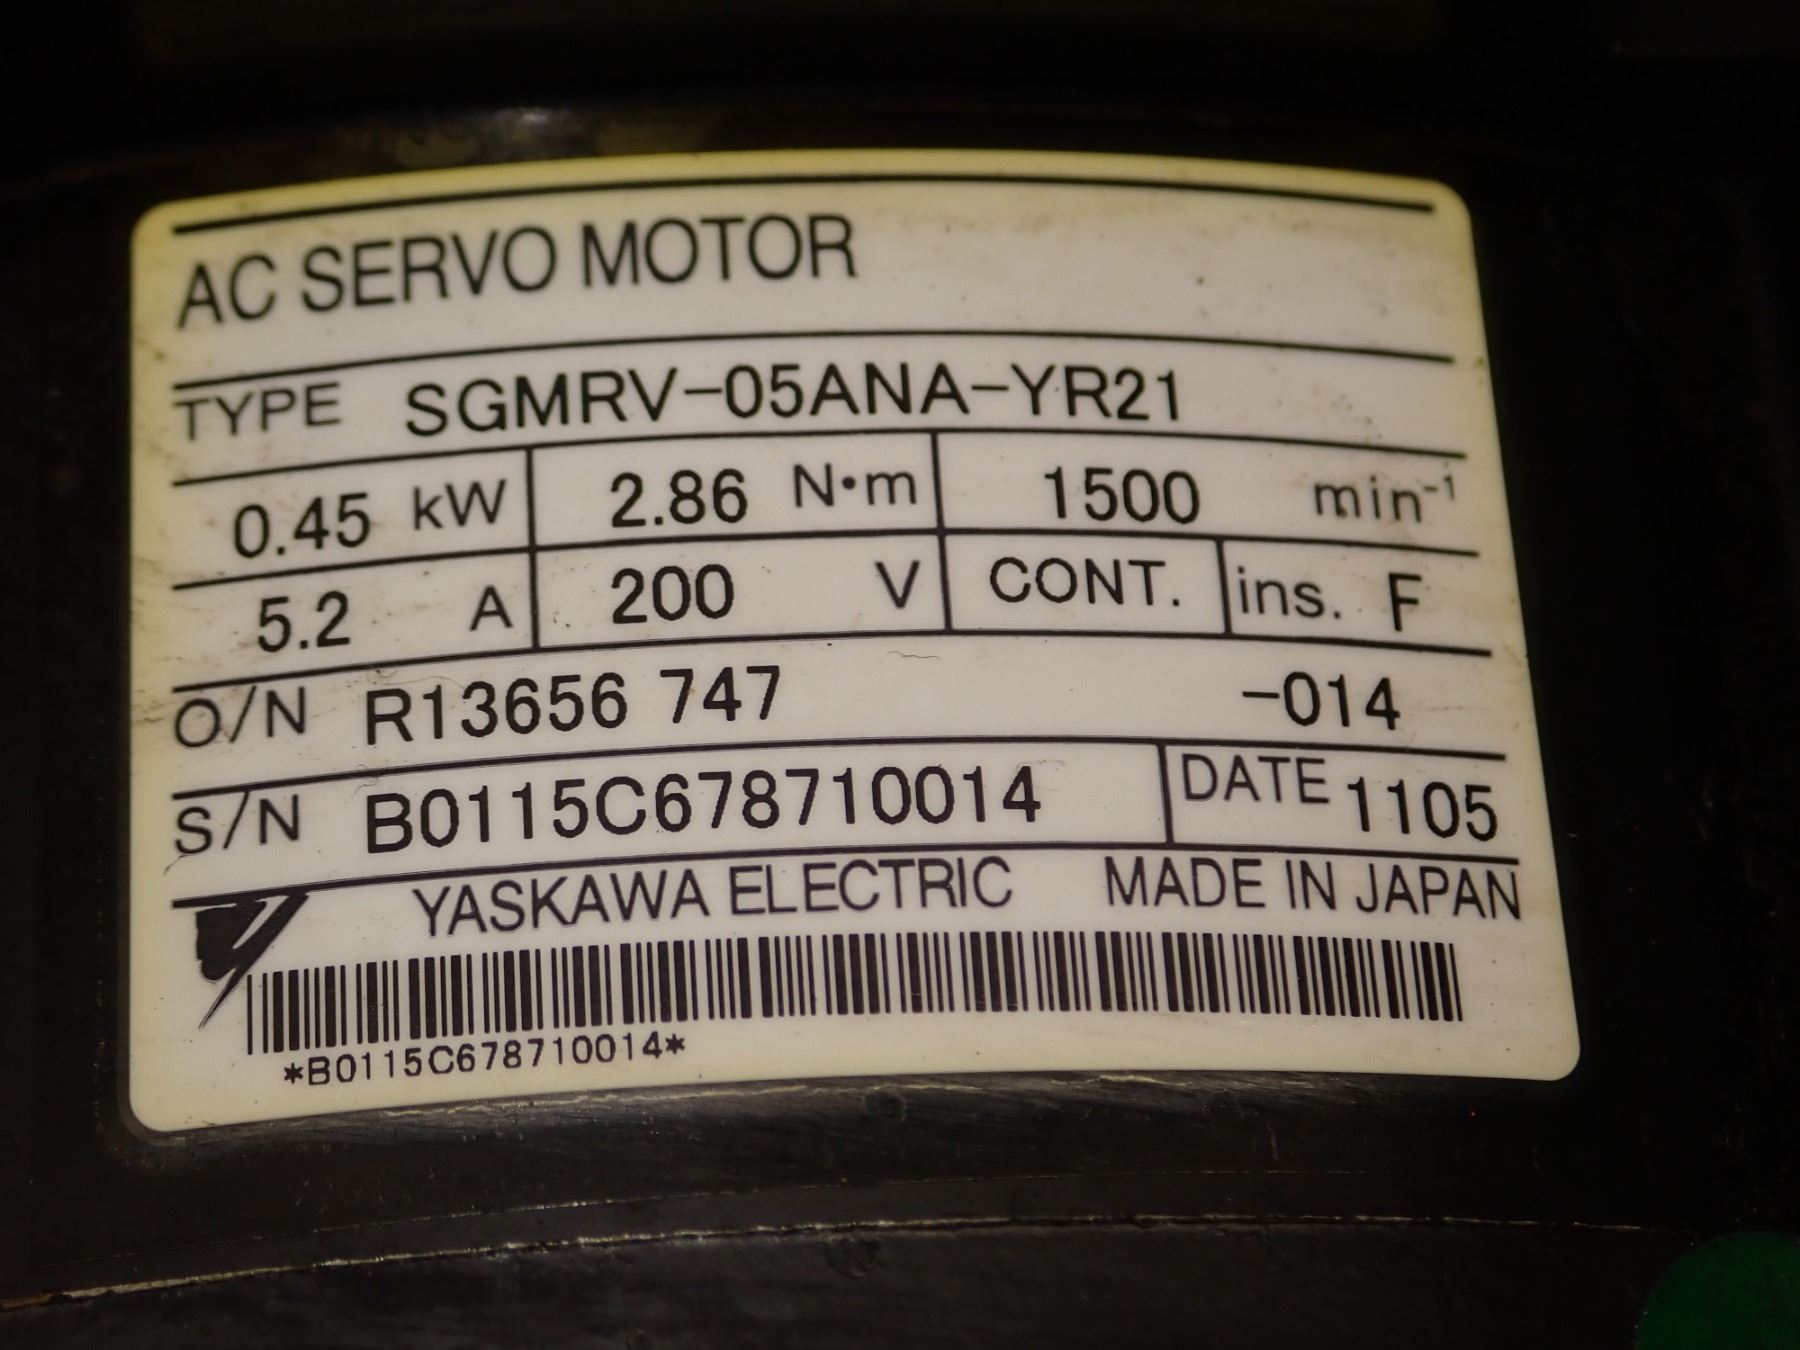 AC SERVO MOTOR
TYPE SGMRV-05ANA-YR21
0.45 kW 2.86 N•m 1500 min⁻¹
5.2 A 200 V CONT. ins. F
O/N R13656 747 -014
S/N B0115C678710014 DATE 1105
YASKAWA ELECTRIC MADE IN JAPAN
*B0115C678710014*